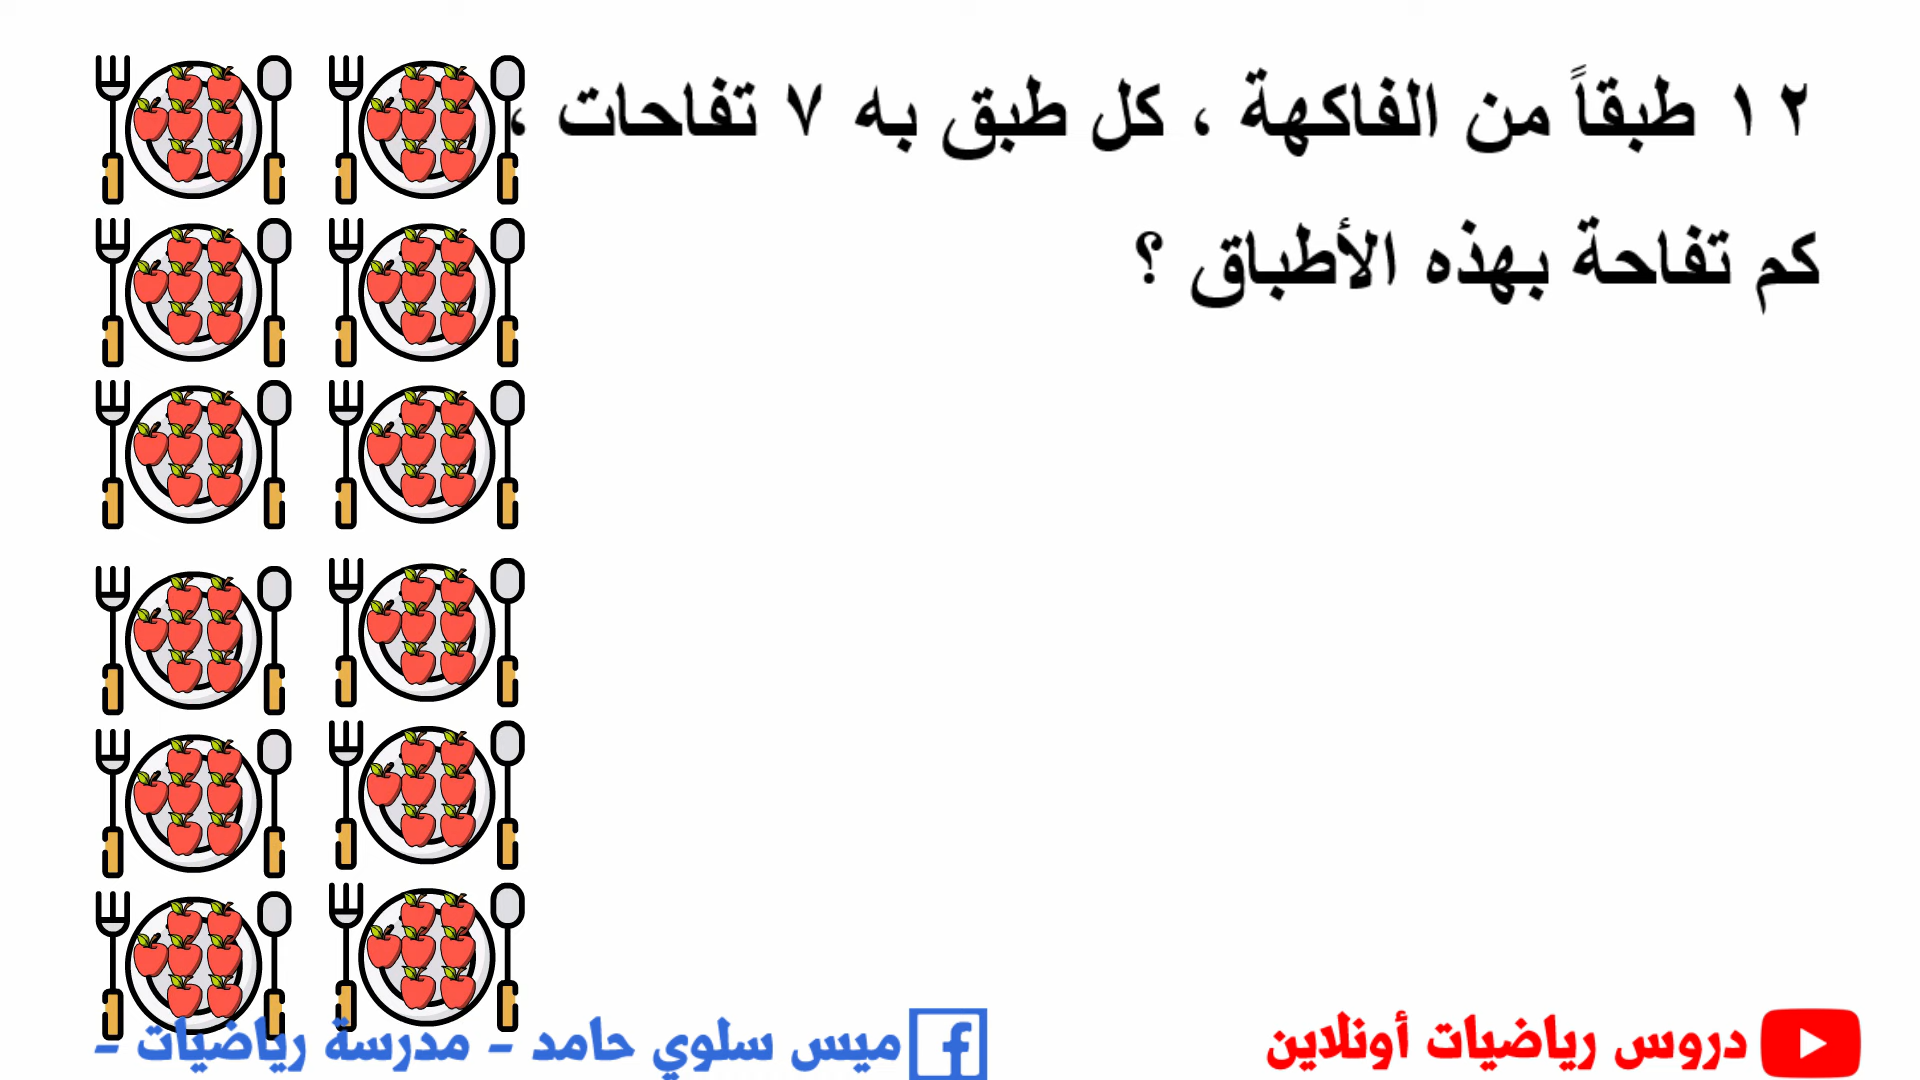 ١٢ طبقاً من الفاكهة ، كل طبق به ٧ تفاحات ،
كم تفاحة بهذه الأطباق ؟
دروس رياضيات أونلاين
ميس سلوي حامد - مدرسة رياضيات -